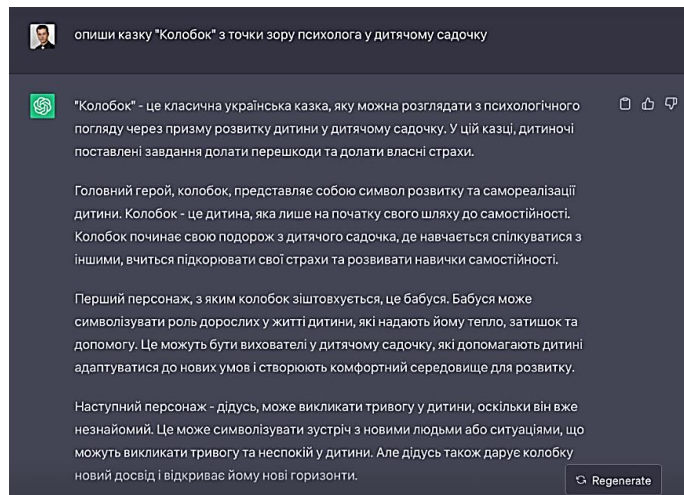 опиши казку "Колобок" з точки зору психолога у дитячому садочку
"Колобок" - це класична українська казка, яку можна розглядати з психологічного
погляду через призму розвитку дитини у дитячому садочку. У цій казці, дитиночі
поставлені завдання долати перешкоди та долати власні страхи.
Головний герой, колобок, представляє собою символ розвитку та самореалізації
дитини. Колобок - це дитина, яка лише на початку свого шляху до самостійності.
Колобок починає свою подорож з дитячого садочка, де навчається спілкуватися з
іншими, вчиться підкорювати свої страхи та розвивати навички самостійності.
Перший персонаж, з яким колобок зіштовхується, це бабуся. Бабуся може
символізувати роль дорослих у житті дитини, які надають йому тепло, затишок та
допомогу. Це можуть бути вихователі у дитячому садочку, які допомагають дитині
адаптуватися до нових умов і створюють комфортний середовище для розвитку.
Наступний персонаж - дідусь, може викликати тривогу у дитини, оскільки він вже
незнайомий. Це може символізувати зустріч з новими людьми або ситуаціями, що
можуть викликати тривогу та неспокій у дитини. Але дідусь також дарує колобку
новий досвід і відкриває йому нові горизонти.
Regenerate